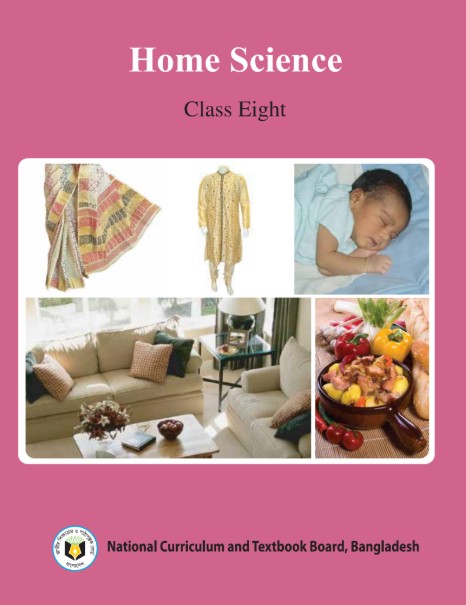 Home Science
Class Eight
National Curriculum and Textbook Board, Bangladesh